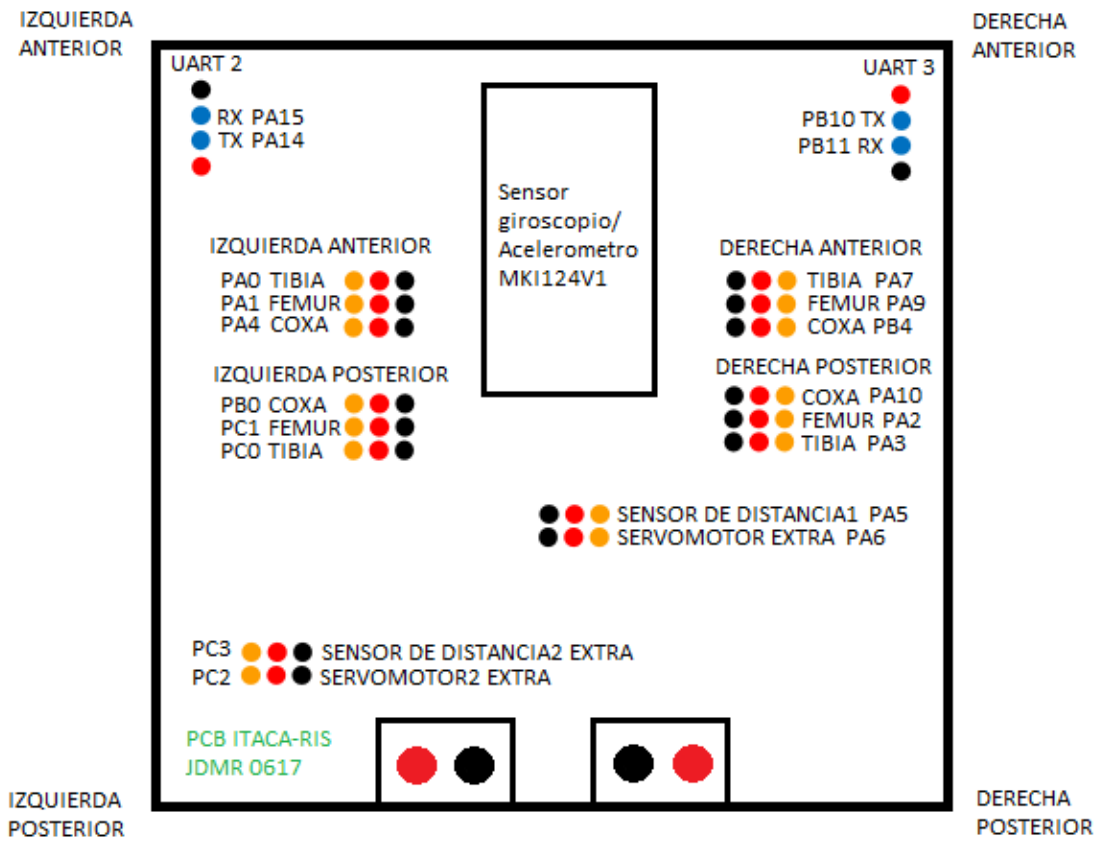 IZQUIERDA
ANTERIOR
DERECHA
ANTERIOR
UART 2
RX PA15
TX PA14
UART 3
PB10 TX
PB11 RX
Sensor
giroscopio/
Acelerometro
MKI124V1
IZQUIERDA ANTERIOR
PA0 TIBIA
PA1 FEMUR
PA4 COXA
DERECHA ANTERIOR
TIBIA PA7
FEMUR PA9
COXA PB4
IZQUIERDA POSTERIOR
PB0 COXA
PC1 FEMUR
PC0 TIBIA
DERECHA POSTERIOR
COXA PA10
FEMUR PA2
TIBIA PA3
SENSOR DE DISTANCIA1 PA5
SERVOMOTOR EXTRA PA6
PC3 SENSOR DE DISTANCIA2 EXTRA
PC2 SERVOMOTOR2 EXTRA
PCB ITACA-RIS
JDMR 0617
IZQUIERDA
POSTERIOR
DERECHA
POSTERIOR